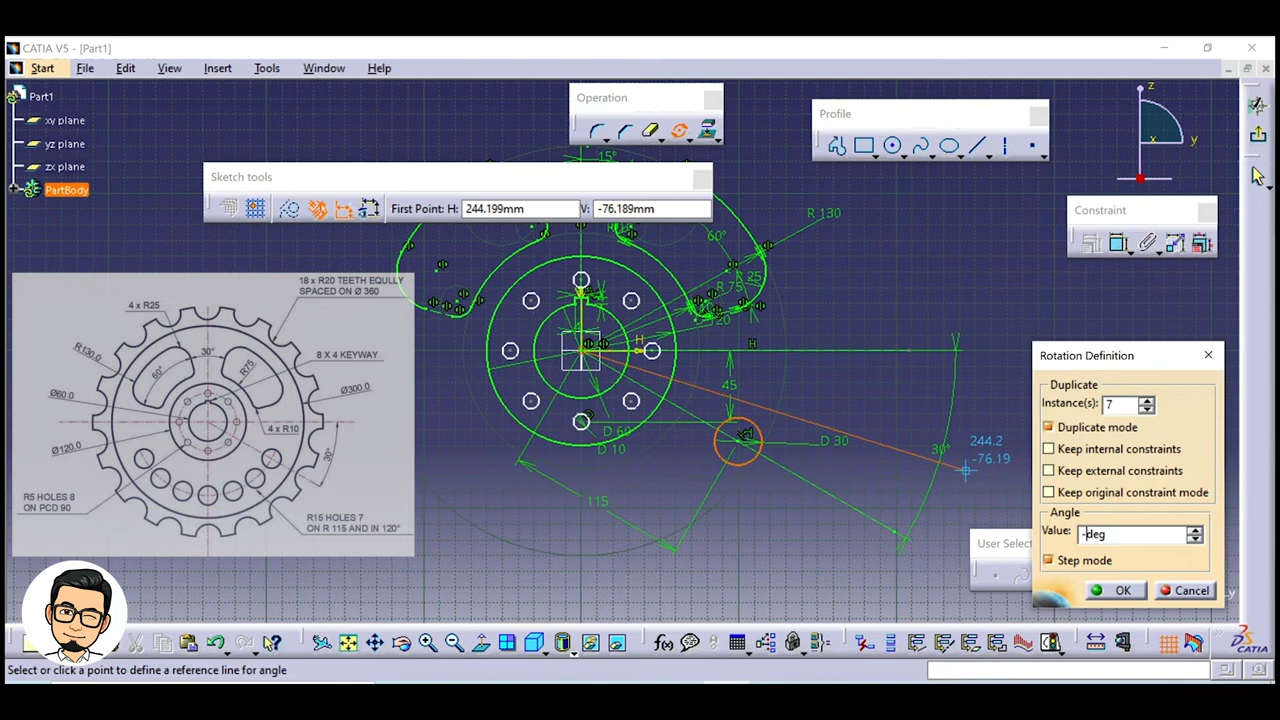 CATIA V5 - [Part1]
Start File Edit View Insert Tools Window Help
Part1
xy plane
yz plane
zx plane
PartBody
Operation
Profile
Sketch tools
First Point: H: 244.199mm V: -76.189mm
Constraint
z
x
y
15°
R 130
60°
R 25
R 75
H
H
45
D 60
D 10
D 30
115
30°
244.2
-76.19
18 x R20 TEETH EQULLY
SPACED ON Ø 360
4 x R25
R130.0
30°
60°
R75
8 X 4 KEYWAY
Ø60.0
Ø300.0
Ø120.0
4 x R10
30°
R5 HOLES 8
ON PCD 90
R15 HOLES 7
ON R 115 AND IN 120°
Rotation Definition
Duplicate
Instance(s): 7
Duplicate mode
Keep internal constraints
Keep external constraints
Keep original constraint mode
Angle
Value: -deg
Step mode
OK Cancel
User Select
f(x)
CATIA
Select or click a point to define a reference line for angle